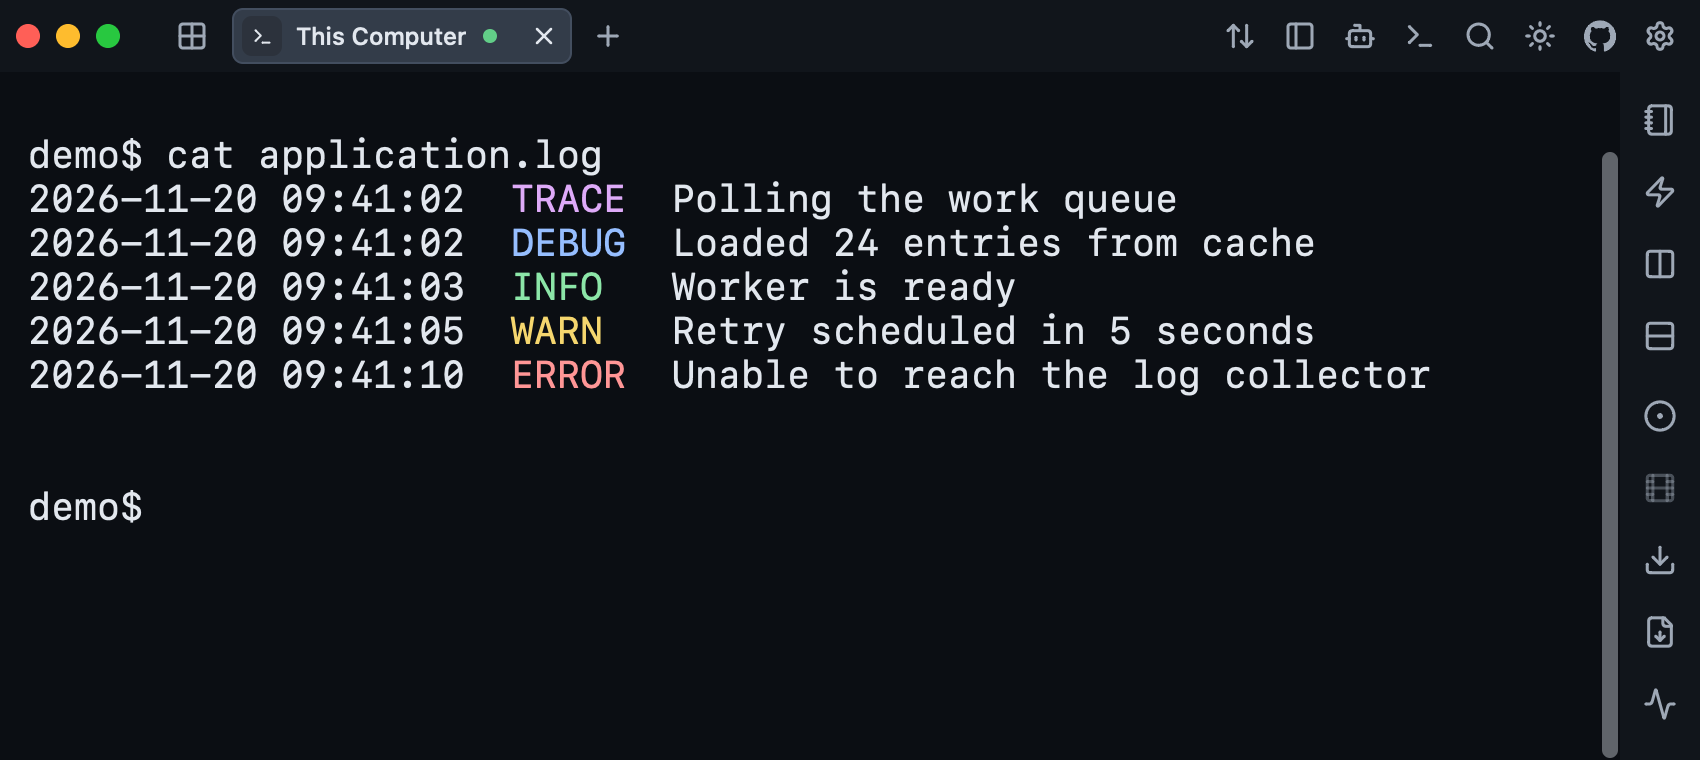 This Computer
demo$ cat application.log
2026-11-20 09:41:02  TRACE  Polling the work queue
2026-11-20 09:41:02  DEBUG  Loaded 24 entries from cache
2026-11-20 09:41:03  INFO   Worker is ready
2026-11-20 09:41:05  WARN   Retry scheduled in 5 seconds
2026-11-20 09:41:10  ERROR  Unable to reach the log collector
demo$